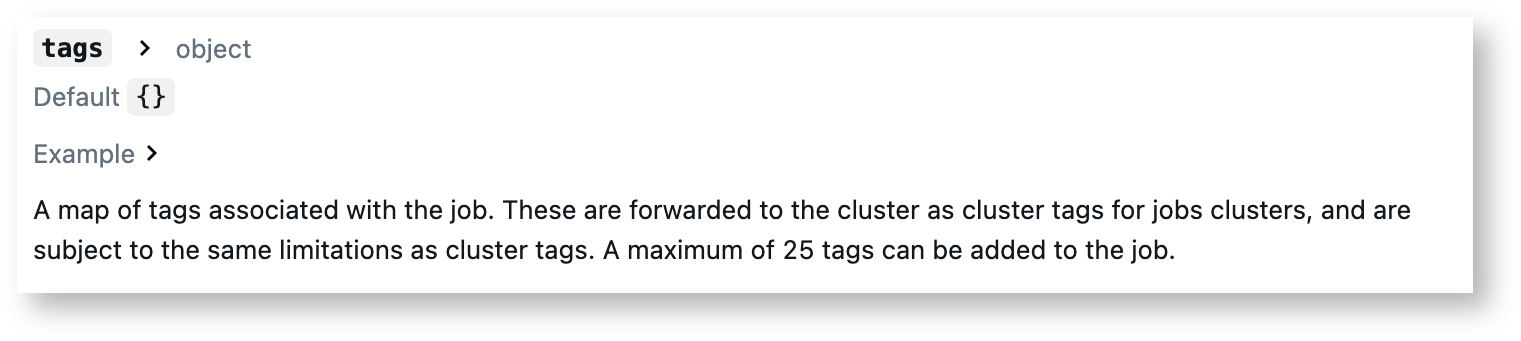 tags > object
Default {}
Example >
A map of tags associated with the job. These are forwarded to the cluster as cluster tags for jobs clusters, and are
subject to the same limitations as cluster tags. A maximum of 25 tags can be added to the job.